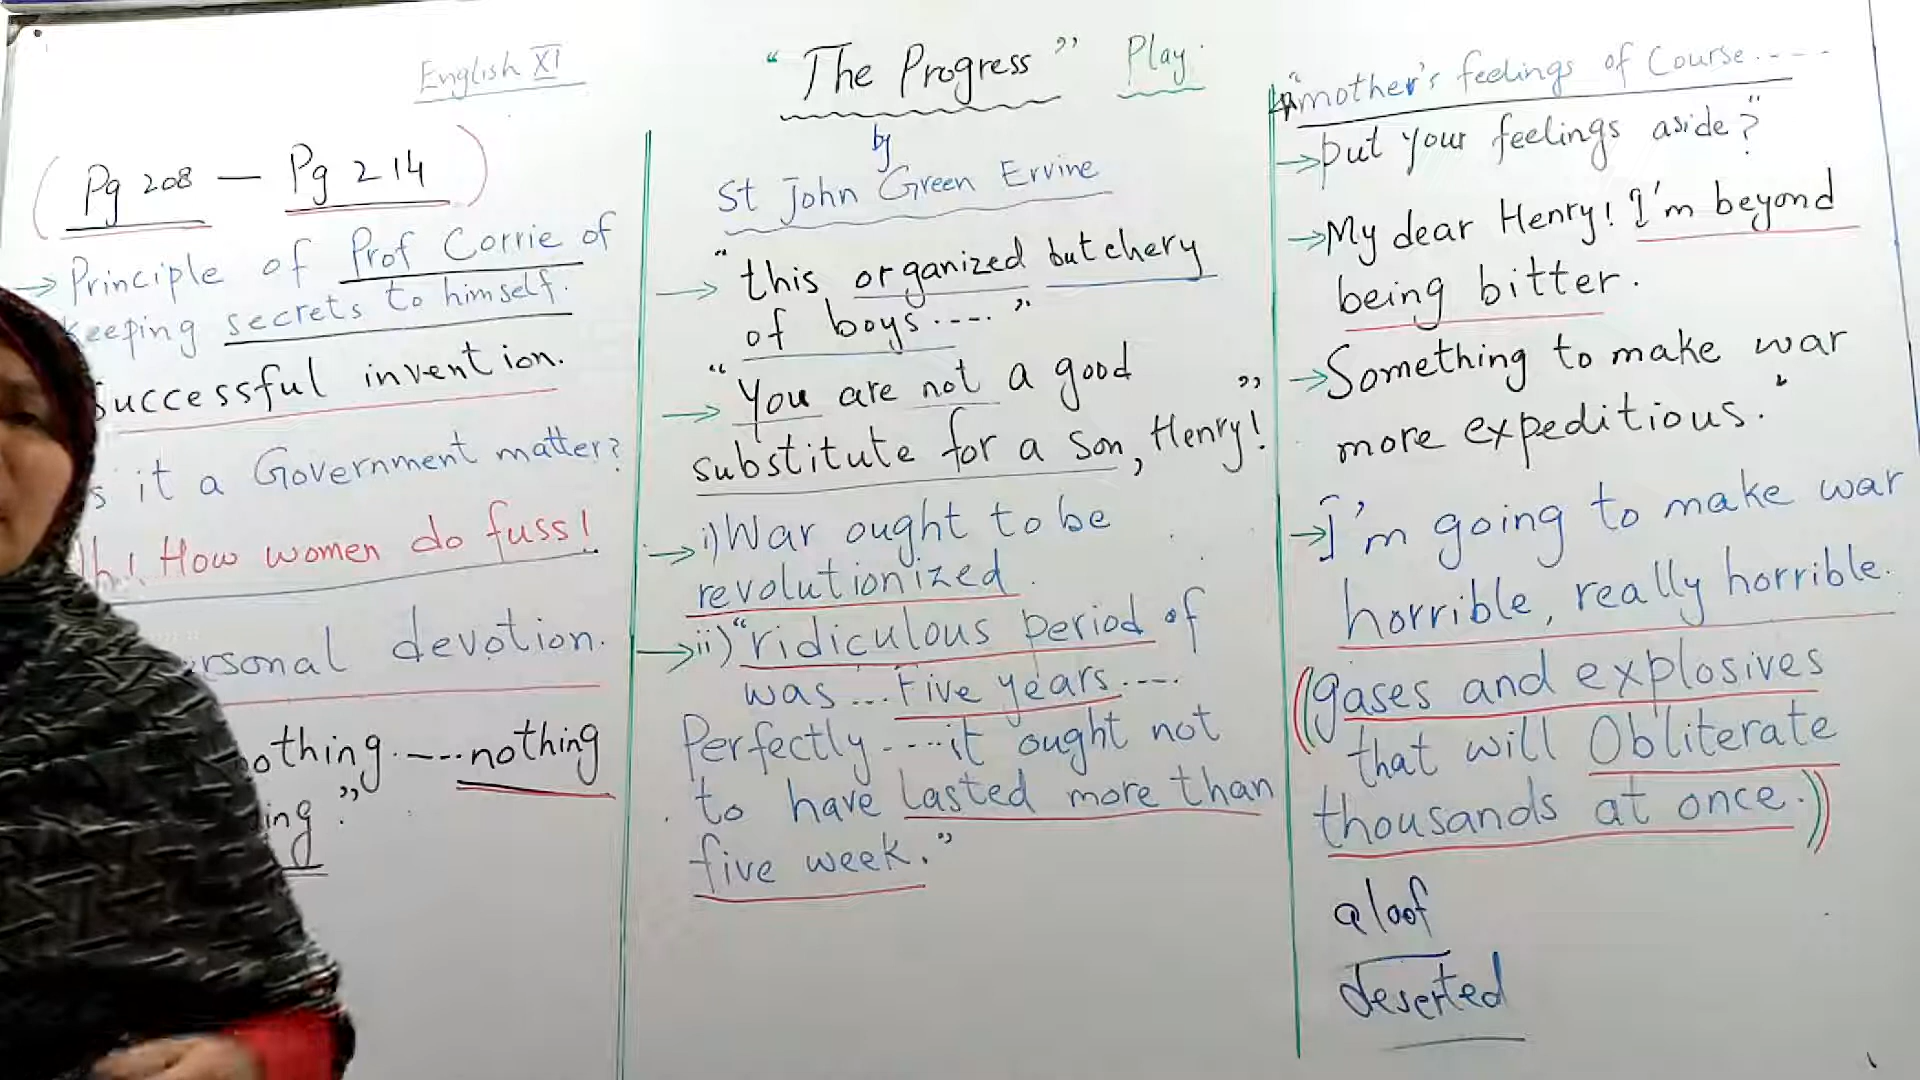 English XI
"The Progress" Play
by
St John Green Ervine
(Pg 208 — Pg 214)
→ Principle of Prof Corrie of
keeping secrets to himself.
successful invention.
it a Government matter?
How women do fuss!
devotion.
nothing
→ "this organized butchery
of boys....."
→ "You are not a good
substitute for a son, Henry!"
→ i) War ought to be
revolutionized.
→ ii) "ridiculous period of
was ... Five years ....
Perfectly ---- it ought not
to have lasted more than
five week."
"mother's feelings of Course.....
→ put your feelings aside?"
→ My dear Henry! I'm beyond
being bitter.
→ Something to make war
more expeditious."
→ I'm going to make war
horrible, really horrible.
(gases and explosives
that will Obliterate
thousands at once.))
aloof
deserted